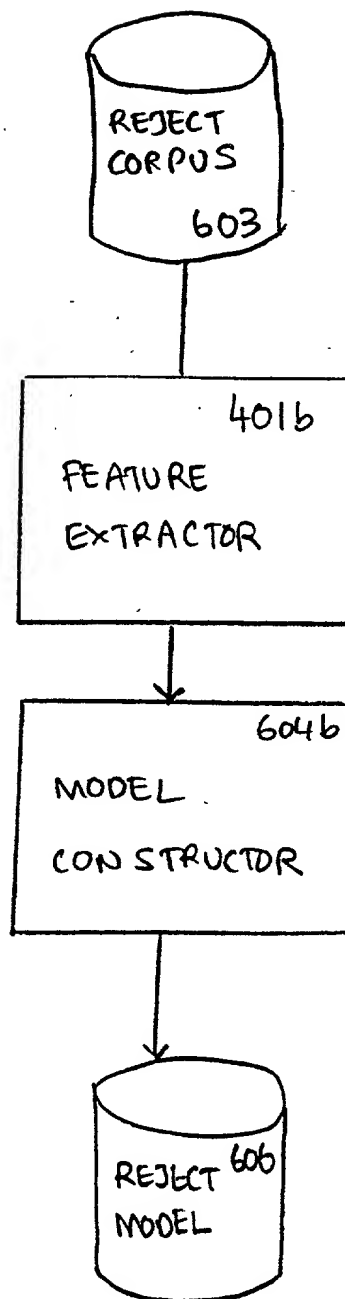 REJECT
CORPUS
603
401b
FEATURE
EXTRACTOR
604b
MODEL
CONSTRUCTOR
REJECT 606
MODEL